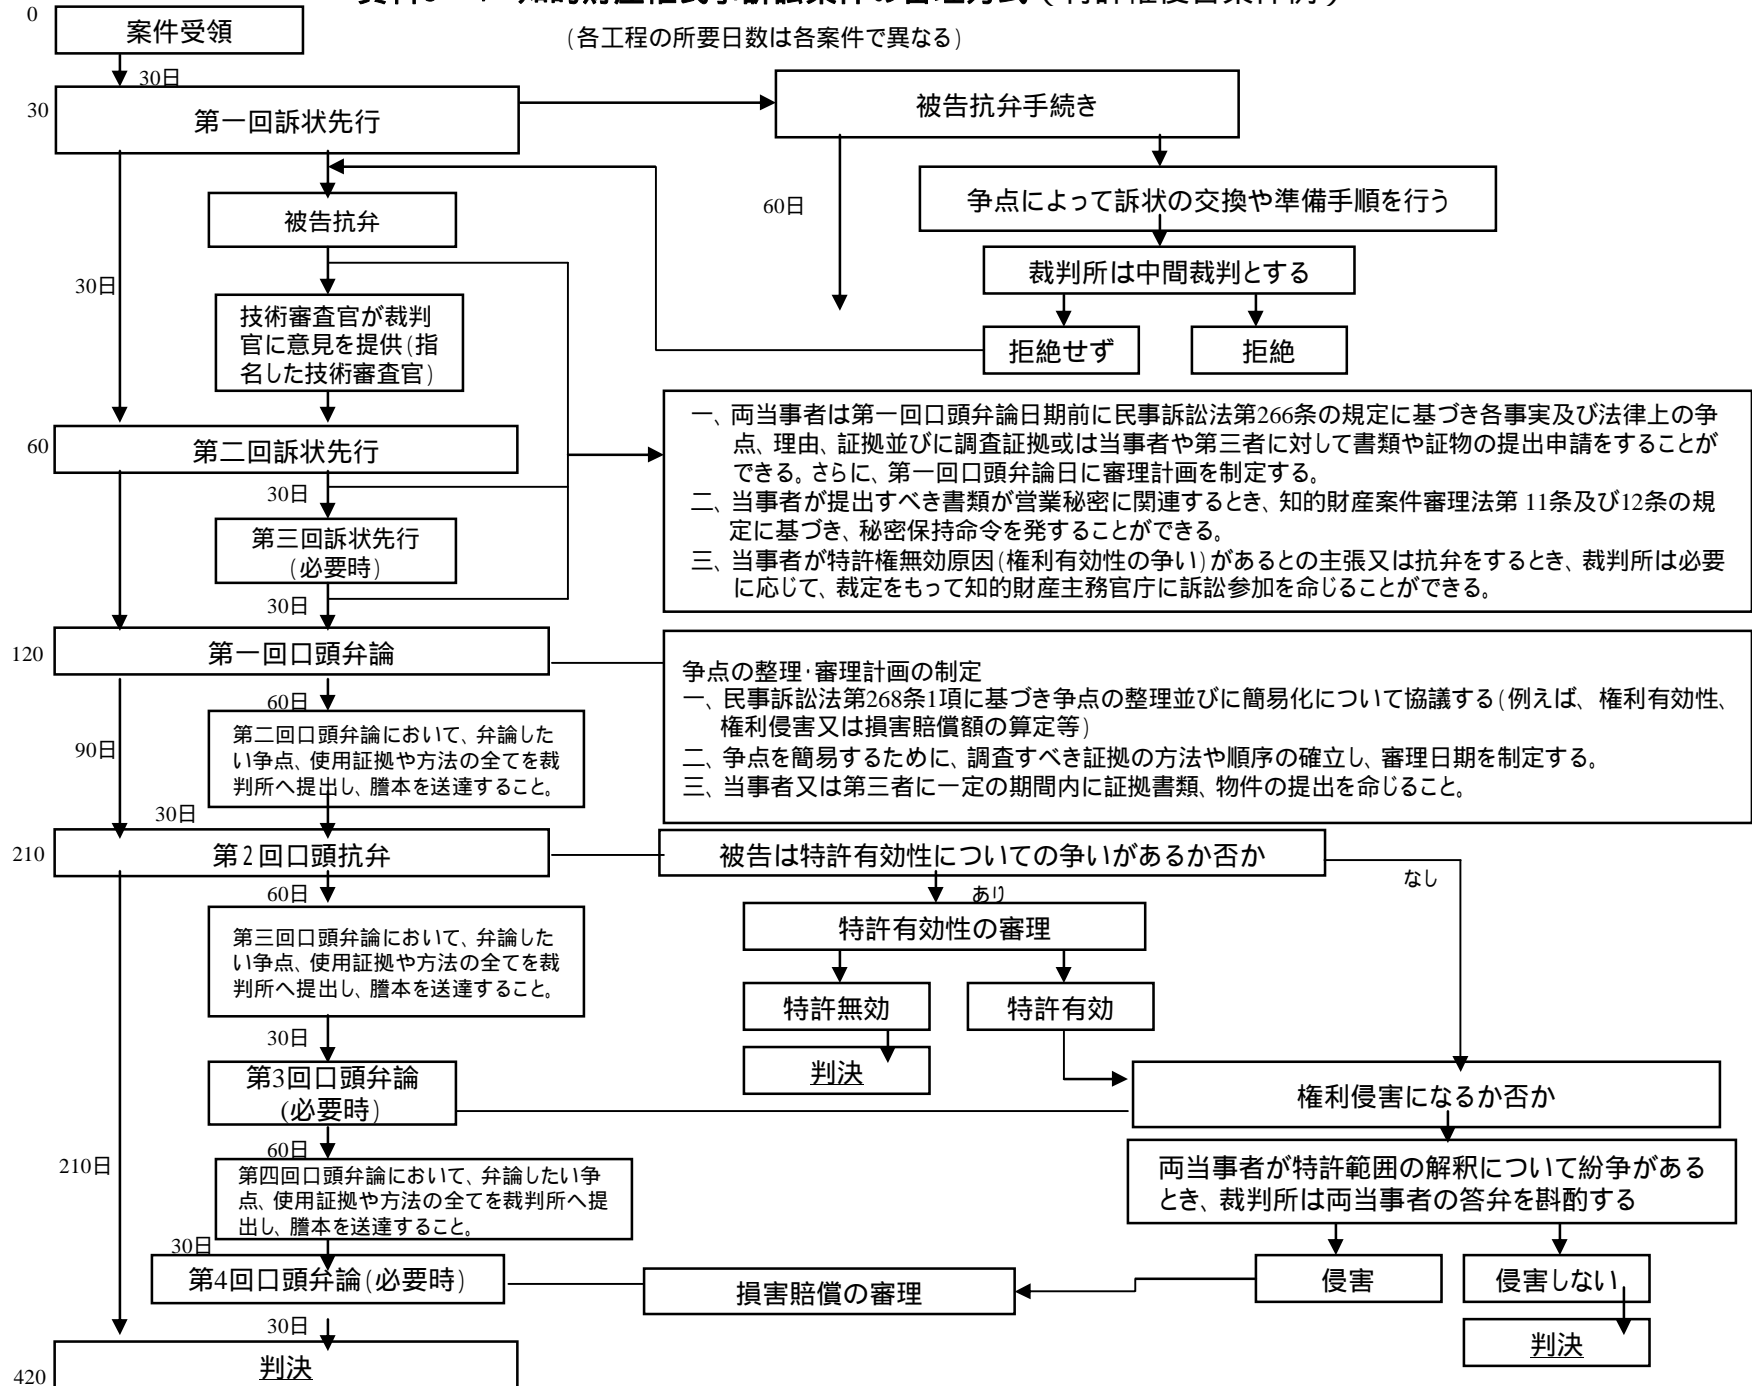 知的財産権民事訴訟案件の審理方式(特許権侵害案件例)
(各工程の所要日数は各案件で異なる)
0
案件受領
30日
30
第一回訴状先行
被告抗弁手続き
争点によって訴状の交換や準備手順を行う
60日
被告抗弁
裁判所は中間裁判とする
30日
技術審査官が裁判
官に意見を提供(指
名した技術審査官)
拒絶せず
拒絶
60
第二回訴状先行
30日
第三回訴状先行
(必要時)
30日
一、両当事者は第一回口頭弁論日期前に民事訴訟法第266条の規定に基づき各事実及び法律上の争
点、理由、証拠並びに調査証拠或は当事者や第三者に対して書類や証物の提出申請をすることが
できる。さらに、第一回口頭弁論日に審理計画を制定する。
二、当事者が提出すべき書類が営業秘密に関連するとき、知的財産案件審理法第 11条及び12条の規
定に基づき、秘密保持命令を発することができる。
三、当事者が特許権無効原因(権利有効性の争い)があるとの主張又は抗弁をするとき、裁判所は必要
に応じて、裁定をもって知的財産主務官庁に訴訟参加を命じることができる。
120
第一回口頭弁論
60日
90日
第二回口頭弁論において、弁論した
い争点、使用証拠や方法の全てを裁
判所へ提出し、謄本を送達すること。
30日
争点の整理・審理計画の制定
一、民事訴訟法第268条1項に基づき争点の整理並びに簡易化について協議する(例えば、権利有効性、
権利侵害又は損害賠償額の算定等)
二、争点を簡易するために、調査すべき証拠の方法や順序の確立し、審理日期を制定する。
三、当事者又は第三者に一定の期間内に証拠書類、物件の提出を命じること。
210
第2回口頭抗弁
被告は特許有効性についての争いがあるか否か
なし
60日
あり
第三回口頭弁論において、弁論した
い争点、使用証拠や方法の全てを裁
判所へ提出し、謄本を送達すること。
特許有効性の審理
特許無効
特許有効
30日
判決
第3回口頭弁論
(必要時)
権利侵害になるか否か
60日
210日
第四回口頭弁論において、弁論したい争
点、使用証拠や方法の全てを裁判所へ提
出し、謄本を送達すること。
両当事者が特許範囲の解釈について紛争がある
とき、裁判所は両当事者の答弁を斟酌する
30日
第4回口頭弁論(必要時)
損害賠償の審理
侵害
侵害しない
30日
判決
420
判決